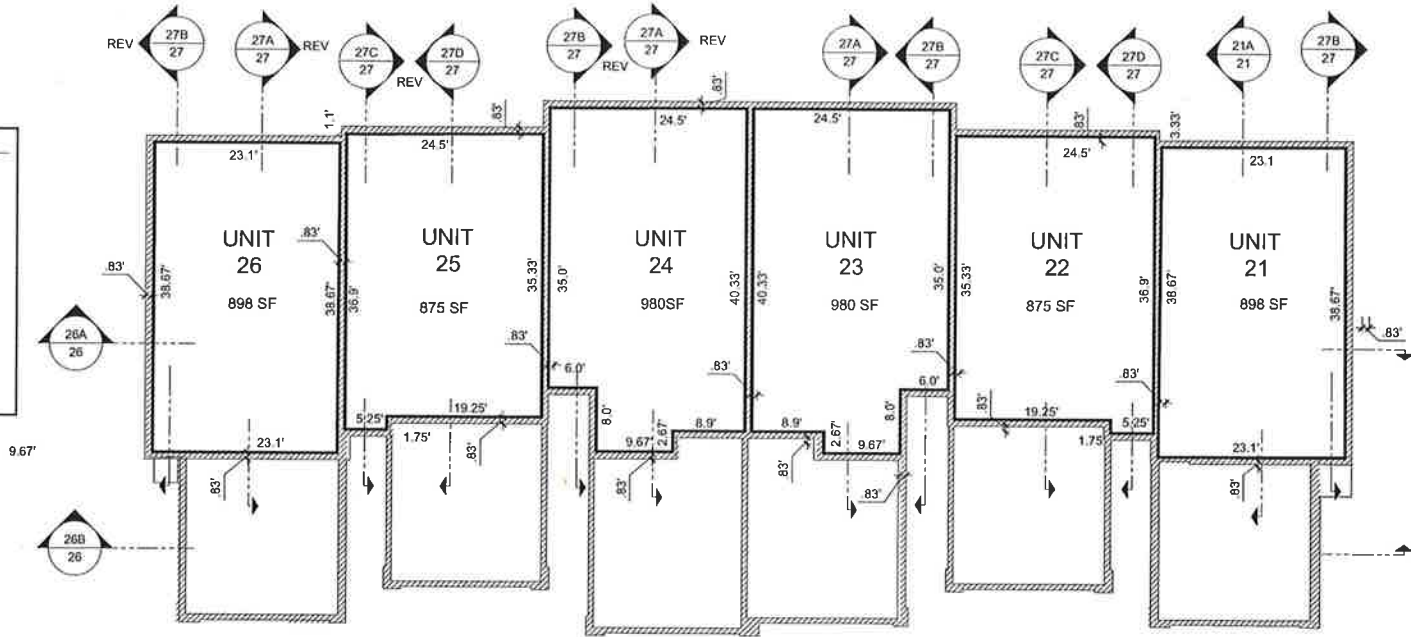 REV
27B
27
27A
27
REV
27C
27
REV
27D
27
27B
27
REV
27A
27
REV
27A
27
27B
27
27C
27
27D
27
21A
21
27B
27
1.1'
.83'
.83'
.83'
3.33'
23.1'
24.5'
24.5'
24.5'
24.5'
23.1
UNIT
26
898 SF
UNIT
25
875 SF
UNIT
24
980SF
UNIT
23
980 SF
UNIT
22
875 SF
UNIT
21
898 SF
.83'
38.67'
.83'
38.67'
36.9'
35.33'
35.0'
40.33'
40.33'
35.0'
35.33'
36.9'
38.67'
38.67'
.83'
26A
26
.83'
6.0'
.83'
.83'
6.0'
.83'
5.25'
19.25'
1.75'
.83'
8.0'
9.67'
2.67'
8.9'
8.9'
2.67'
9.67'
8.0'
.83'
19.25'
1.75'
5.25'
9.67'
23.1'
.83'
.83'
.83'
23.1'
.83'
26B
26